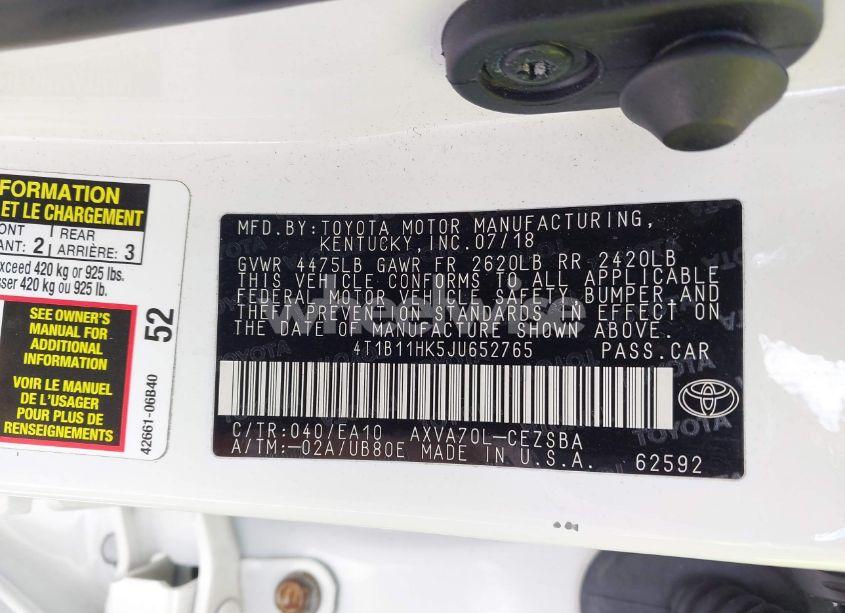 FORMATION
ET LE CHARGEMENT
ONT
ANT: 2
REAR
ARRIÈRE: 3
exceed 420 kg or 925 lbs.
sser 420 kg ou 925 lb.
SEE OWNER'S
MANUAL FOR
ADDITIONAL
INFORMATION
VOIR LE MANUEL
DE L'USAGER
POUR PLUS DE
RENSEIGNEMENTS
52
42661-06B40
MFD.BY:TOYOTA MOTOR MANUFACTURING,
KENTUCKY,INC.07/18
GVWR 4475LB GAWR FR 2620LB RR 2420LB
THIS VEHICLE CONFORMS TO ALL APPLICABLE
FEDERAL MOTOR VEHICLE SAFETY,BUMPER,AND
THEFT PREVENTION STANDARDS IN EFFECT ON
THE DATE OF MANUFACTURE SHOWN ABOVE.
4T1B11HK5JU652765 PASS.CAR
C/TR:040/EA10 AXVA70L-CEZSBA
A/TM:-02A/UB80E MADE IN U.S.A.
62592